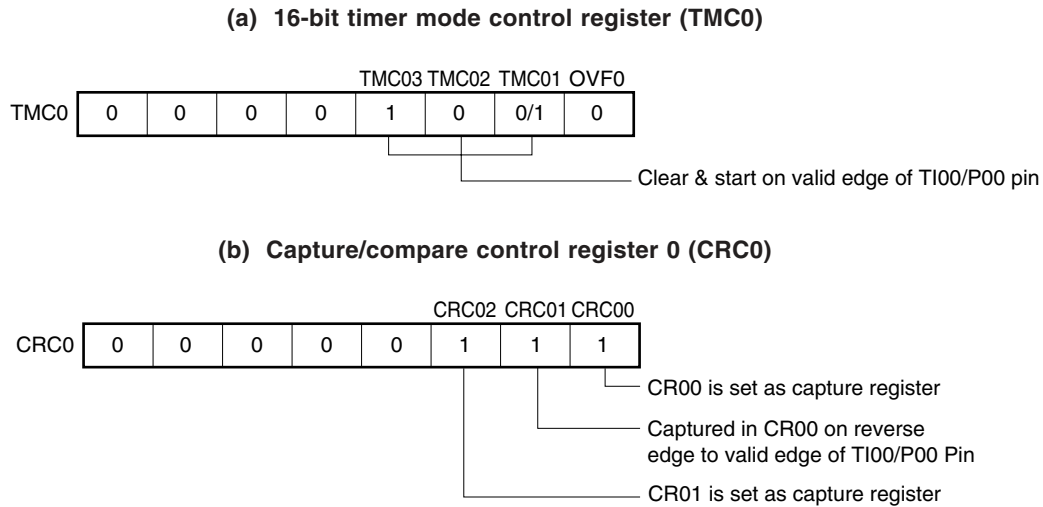 (a) 16-bit timer mode control register (TMC0)
TMC03 TMC02 TMC01 OVF0
TMC0 0 0 0 0 1 0 0/1 0
Clear & start on valid edge of TI00/P00 pin
(b) Capture/compare control register 0 (CRC0)
CRC02 CRC01 CRC00
CRC0 0 0 0 0 0 1 1 1
CR00 is set as capture register
Captured in CR00 on reverse
edge to valid edge of TI00/P00 Pin
CR01 is set as capture register